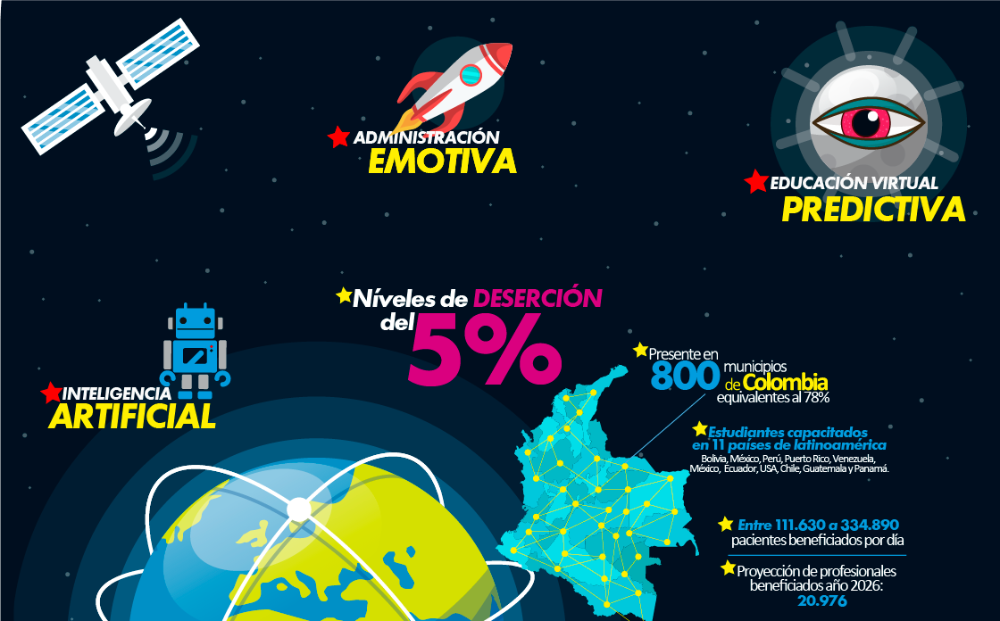 ADMINISTRACIÓN
EMOTIVA
EDUCACIÓN VIRTUAL
PREDICTIVA
Níveles de DESERCIÓN
del 5%
INTELIGENCIA
ARTIFICIAL
Presente en
800 municipios
de Colombia
equivalentes al 78%
Estudiantes capacitados
en 11 países de latinoamérica
Bolivia, México, Perú, Puerto Rico, Venezuela,
México, Ecuador, USA, Chile, Guatemala y Panamá.
Entre 111.630 a 334.890
pacientes beneficiados por día
Proyección de profesionales
beneficiados año 2026:
20.976